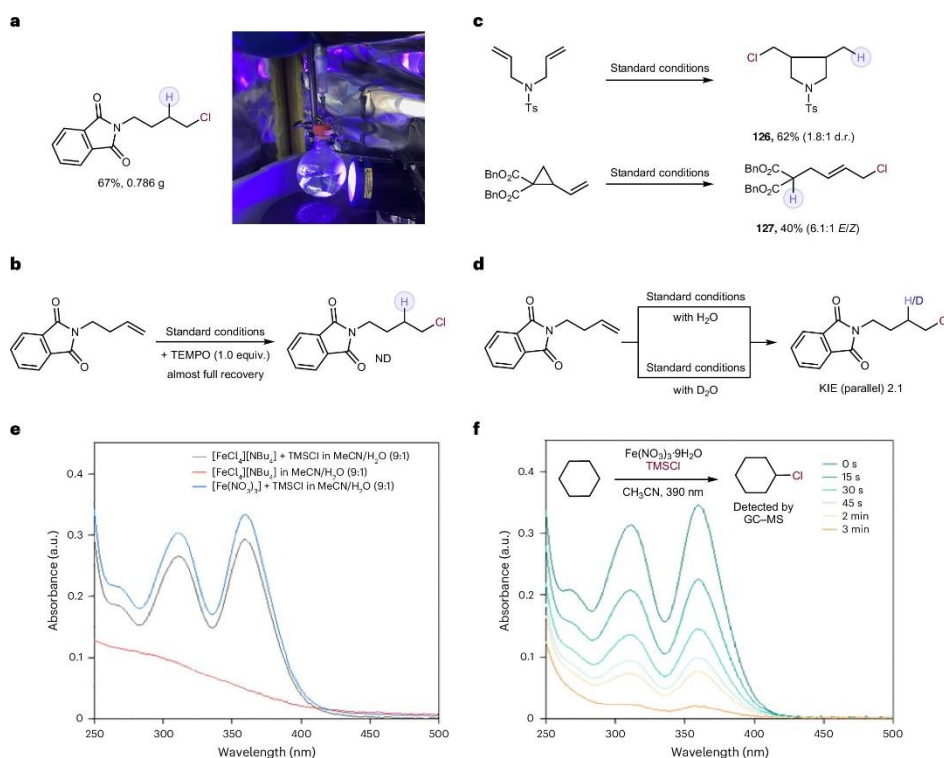 a
O
N
O
H
Cl
67%, 0.786 g
b
O
N
O
Standard conditions
+ TEMPO (1.0 equiv.)
almost full recovery
O
N
O
H
Cl
ND
c
N
Ts
Standard conditions
Cl
H
N
Ts
126, 62% (1.8:1 d.r.)
BnO₂C
BnO₂C
Standard conditions
BnO₂C
BnO₂C
H
Cl
127, 40% (6.1:1 E/Z)
d
O
N
O
Standard conditions
with H₂O
Standard conditions
with D₂O
O
N
O
H/D
C
KIE (parallel) 2.1
e
[FeCl₄][NBu₄] + TMSCl in MeCN/H₂O (9:1)
[FeCl₄][NBu₄] in MeCN/H₂O (9:1)
[Fe(NO₃)₃] + TMSCl in MeCN/H₂O (9:1)
Absorbance (a.u.)
0.4
0.3
0.2
0.1
0
250
300
350
400
450
500
Wavelength (nm)
f
Fe(NO₃)₃·9H₂O
TMSCl
CH₃CN, 390 nm
Cl
Detected by
GC–MS
0 s
15 s
30 s
45 s
2 min
3 min
Absorbance (a.u.)
0.4
0.3
0.2
0.1
0
250
300
350
400
450
500
Wavelength (nm)